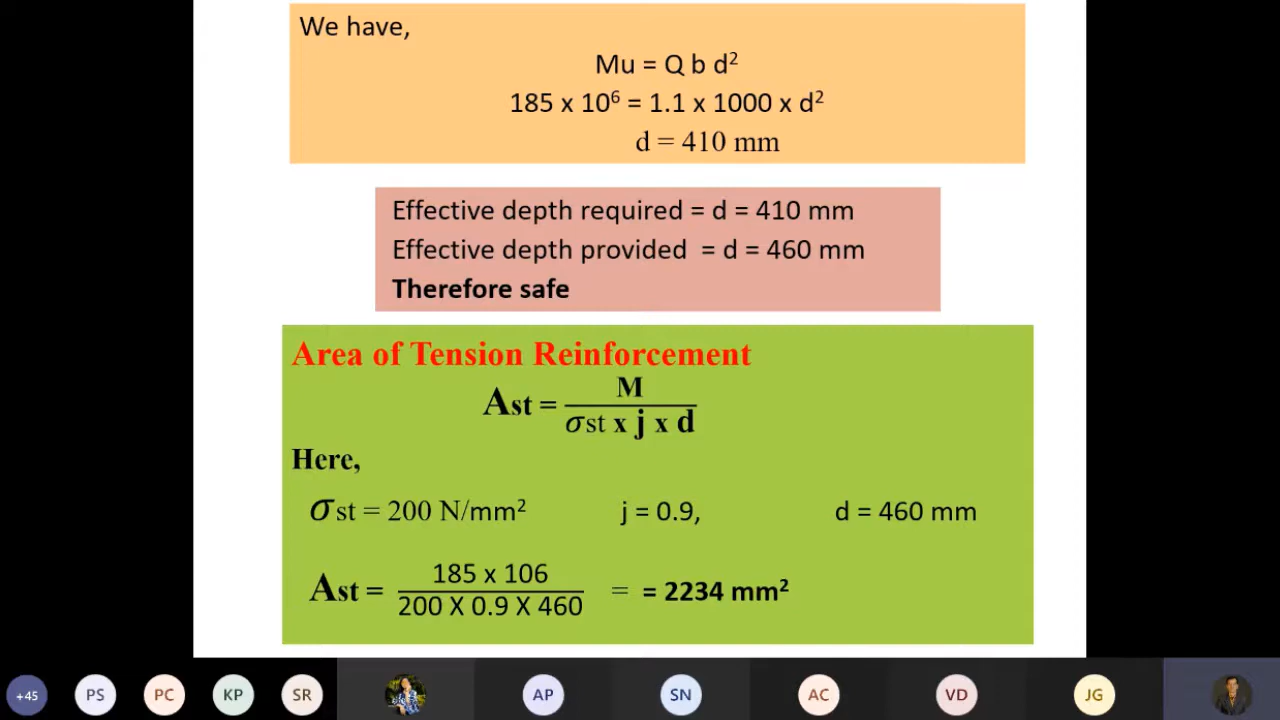 We have,
Mu = Q b d²
185 x 10⁶ = 1.1 x 1000 x d²
d = 410 mm
Effective depth required = d = 410 mm
Effective depth provided = d = 460 mm
Therefore safe
Area of Tension Reinforcement
M
Ast =
σst x j x d
Here,
σst = 200 N/mm² j = 0.9, d = 460 mm
185 x 106
Ast = = = 2234 mm²
200 X 0.9 X 460
+45 PS PC KP SR AP SN AC VD JG